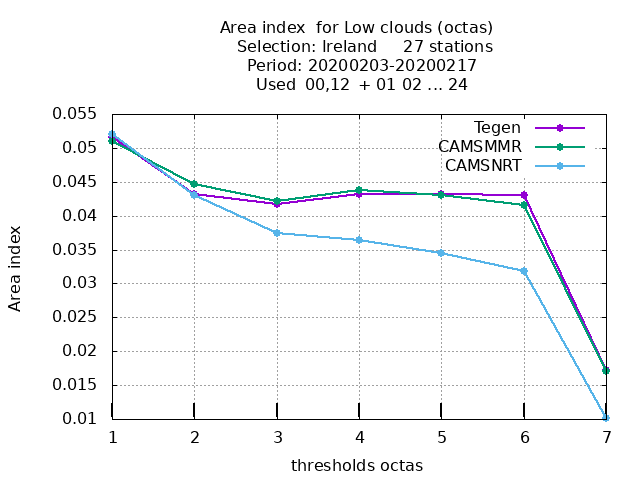 Area index  for Low clouds (octas)
Selection: Ireland     27 stations
Period: 20200203-20200217
Used  00,12  + 01 02 ... 24
0.055
0.05
0.045
0.04
0.035
0.03
0.025
0.02
0.015
0.01
Area index
Tegen
CAMSMMR
CAMSNRT
1 2 3 4 5 6 7
thresholds octas